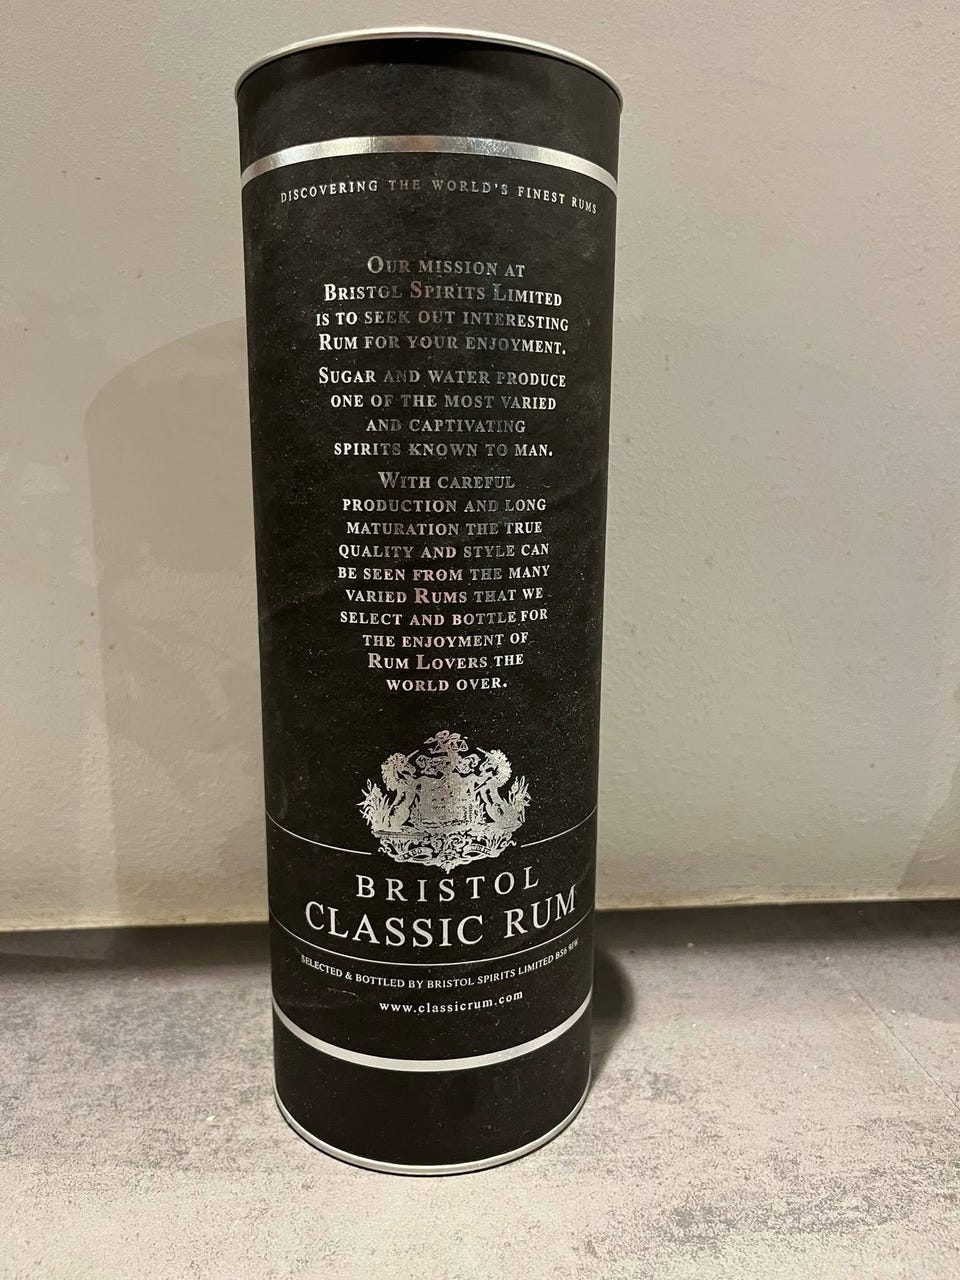 DISCOVERING THE WORLD'S FINEST RUMS
OUR MISSION AT
BRISTOL SPIRITS LIMITED
IS TO SEEK OUT INTERESTING
RUM FOR YOUR ENJOYMENT.
SUGAR AND WATER PRODUCE
ONE OF THE MOST VARIED
AND CAPTIVATING
SPIRITS KNOWN TO MAN.
WITH CAREFUL
PRODUCTION AND LONG
MATURATION THE TRUE
QUALITY AND STYLE CAN
BE SEEN FROM THE MANY
VARIED RUMS THAT WE
SELECT AND BOTTLE FOR
THE ENJOYMENT OF
RUM LOVERS THE
WORLD OVER.
BRISTOL
CLASSIC RUM
SELECTED & BOTTLED BY BRISTOL SPIRITS LIMITED BS6
www.classicrum.com